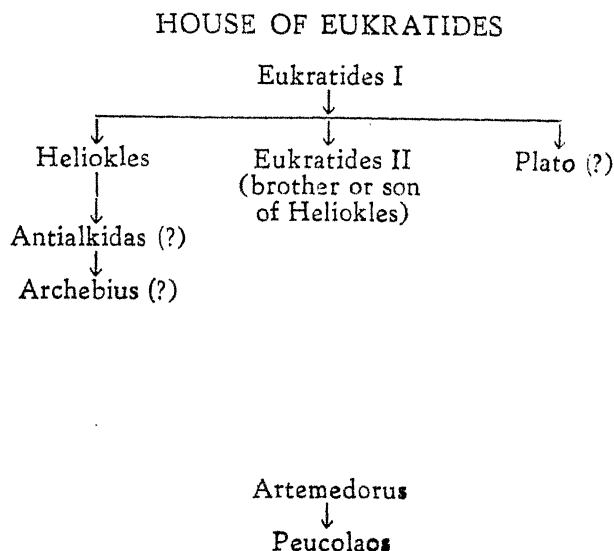 HOUSE OF EUKRATIDES
Eukratides I
Heliokles Eukratides II Plato (?)
(brother or son
of Heliokles)
Antialkidas (?)
Archebius (?)
Artemedorus
Peucolaos